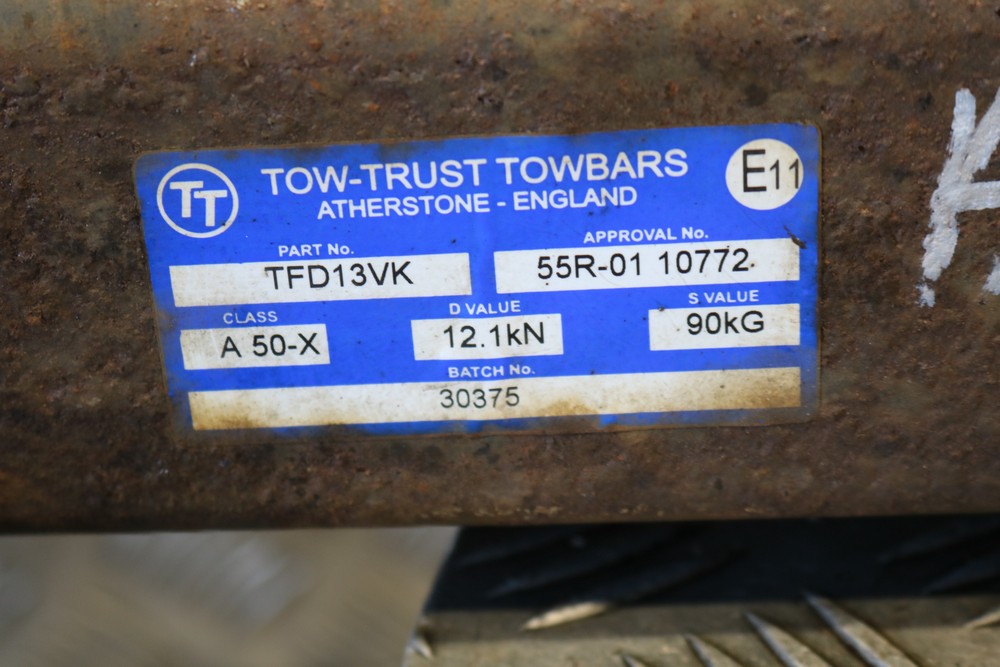 TT
TOW-TRUST TOWBARS
E11
ATHERSTONE - ENGLAND
PART No.
APPROVAL No.
TFD13VK
55R-01 10772
CLASS
D VALUE
S VALUE
A 50-X
12.1kN
90kG
BATCH No.
30375